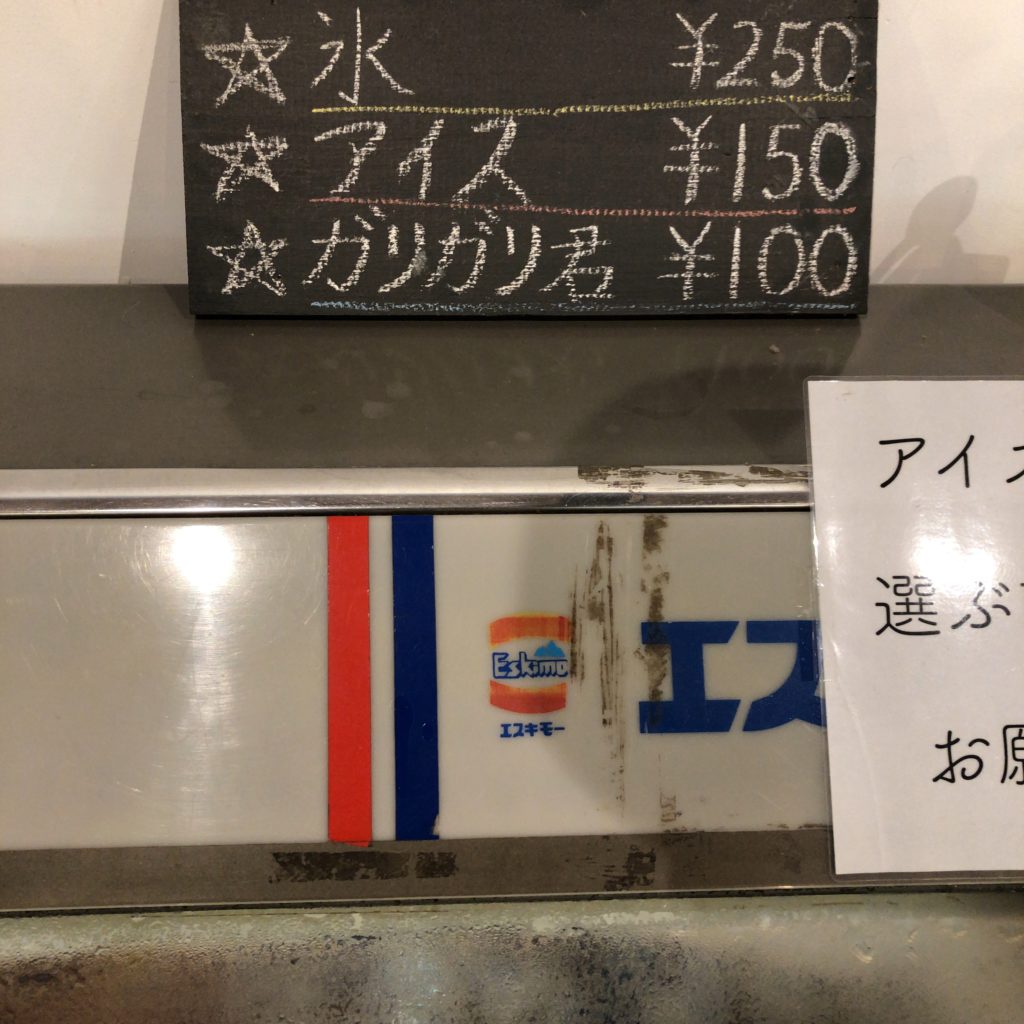 ☆ 氷 ¥250
☆ アイス ¥150
☆ ガリガリ君 ¥100
Eskimo
エスキモー
エス
アイ
選ぶ
お願